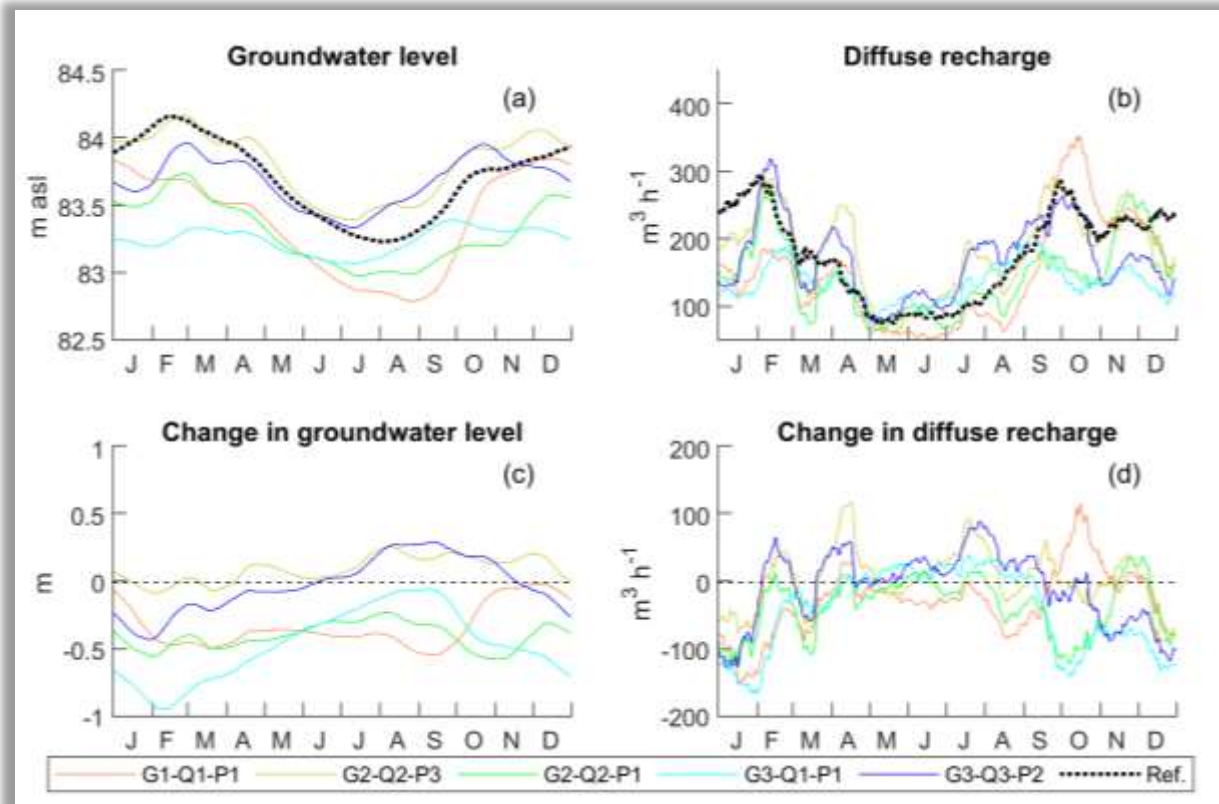 Groundwater level
(a)
84.5
84
83.5
83
82.5
m asl
J F M A M J J A S O N D
Diffuse recharge
(b)
400
300
200
100
m³ h⁻¹
J F M A M J J A S O N D
Change in groundwater level
(c)
1
0.5
0
-0.5
-1
m
J F M A M J J A S O N D
Change in diffuse recharge
(d)
200
100
0
-100
-200
m³ h⁻¹
J F M A M J J A S O N D
G1-Q1-P1 G2-Q2-P3 G2-Q2-P1 G3-Q1-P1 G3-Q3-P2 Ref.